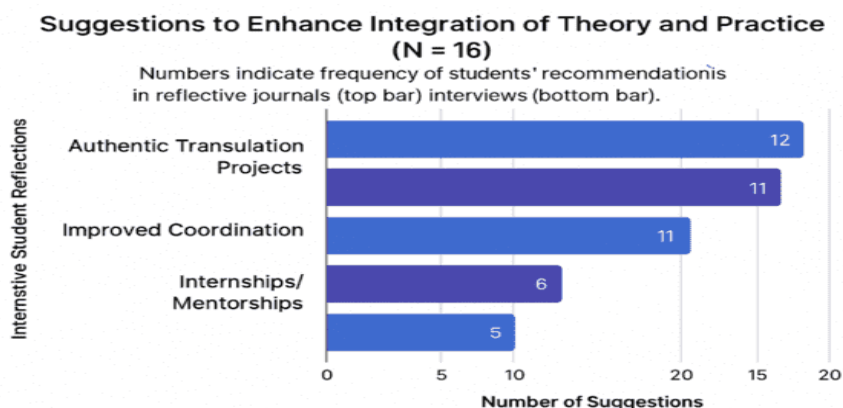 Suggestions to Enhance Integration of Theory and Practice
(N = 16)
Numbers indicate frequency of students' recommendationis
in reflective journals (top bar) interviews (bottom bar).
Internstive Student Reflections
Authentic Transulation
Projects
12
11
Improved Coordination
11
Internships/
Mentorships
6
5
0 5 10 20 15 20
Number of Suggestions